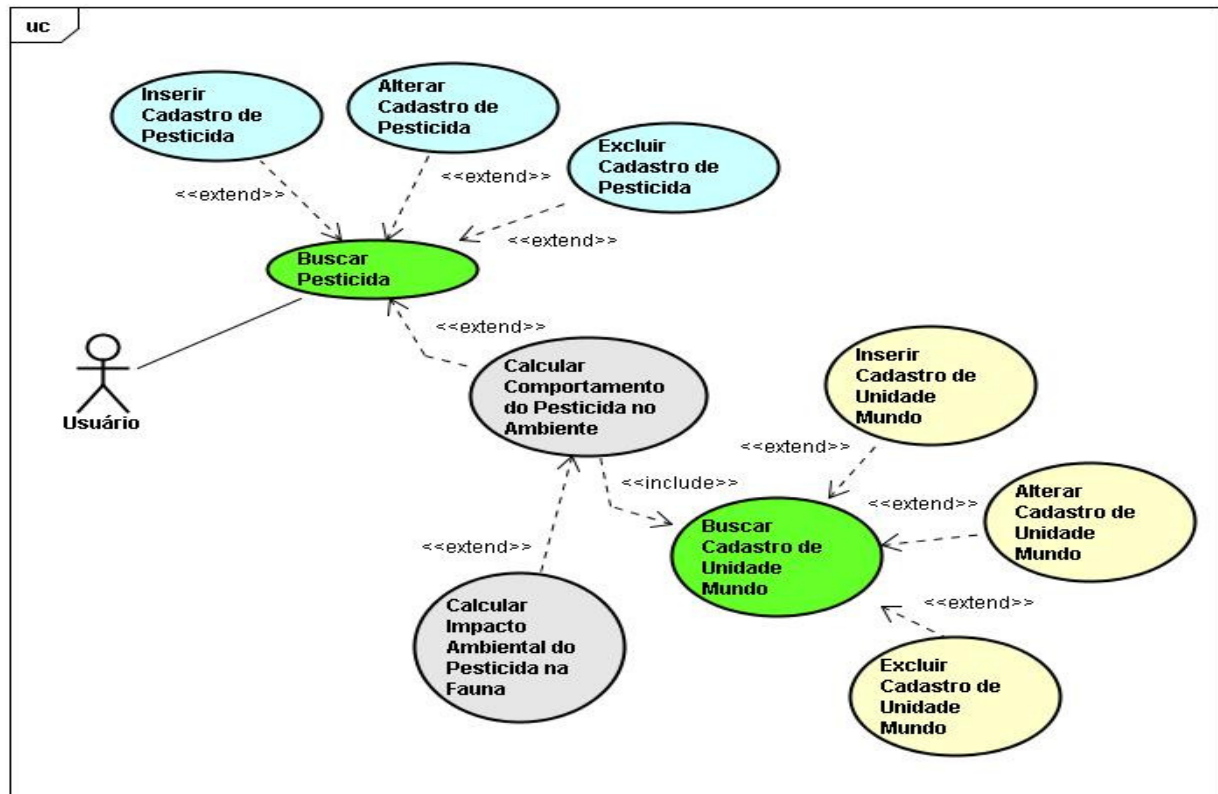 uc
Inserir
Cadastro de
Pesticida
Alterar
Cadastro de
Pesticida
Excluir
Cadastro de
Pesticida
<<extend>>
<<extend>>
<<extend>>
Buscar
Pesticida
<<extend>>
Usuário
Calcular
Comportamento
do Pesticida no
Ambiente
Inserir
Cadastro de
Unidade
Mundo
<<extend>>
<<include>>
Alterar
Cadastro de
Unidade
Mundo
<<extend>>
Buscar
Cadastro de
Unidade
Mundo
<<extend>>
Calcular
Impacto
Ambiental do
Pesticida na
Fauna
<<extend>>
Excluir
Cadastro de
Unidade
Mundo